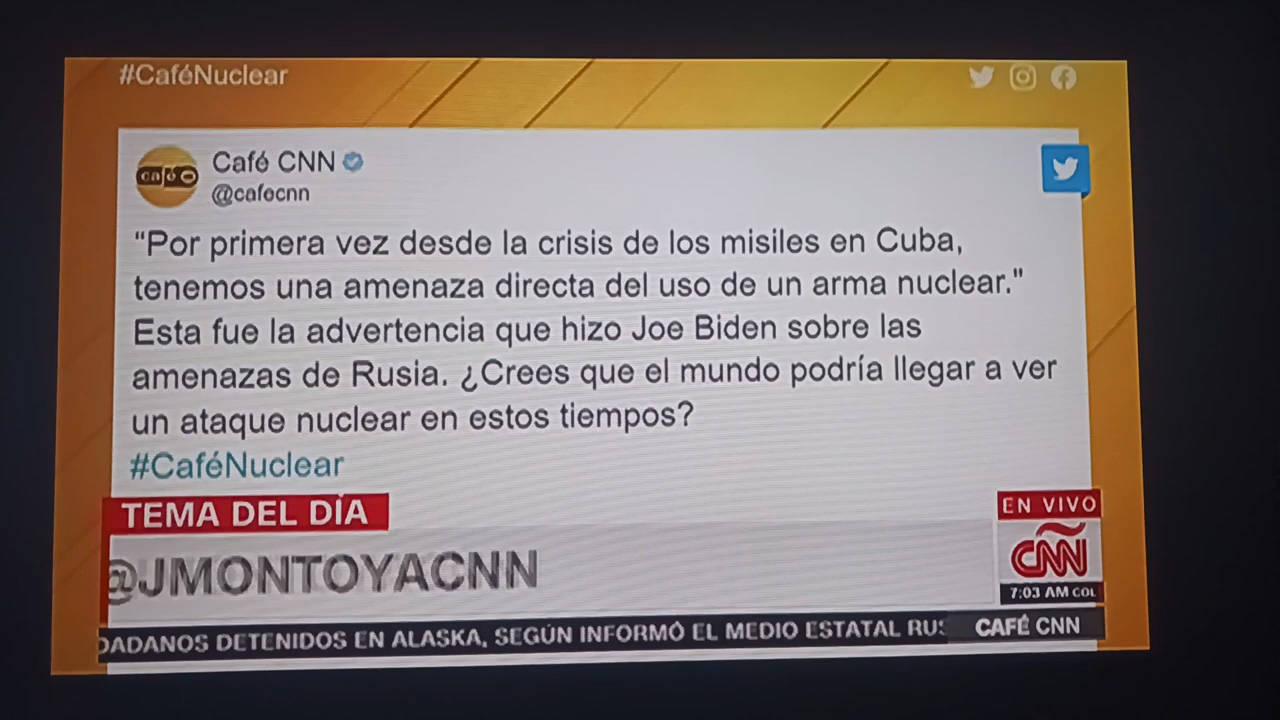 #CaféNuclear
Café CNN
@cafecnn
"Por primera vez desde la crisis de los misiles en Cuba,
tenemos una amenaza directa del uso de un arma nuclear."
Esta fue la advertencia que hizo Joe Biden sobre las
amenazas de Rusia. ¿Crees que el mundo podría llegar a ver
un ataque nuclear en estos tiempos?
#CaféNuclear
TEMA DEL DÍA
@JMONTOYACNN
EN VIVO
CNN
7:03 AM COL
DADANOS DETENIDOS EN ALASKA, SEGÚN INFORMÓ EL MEDIO ESTATAL RUS
CAFÉ CNN